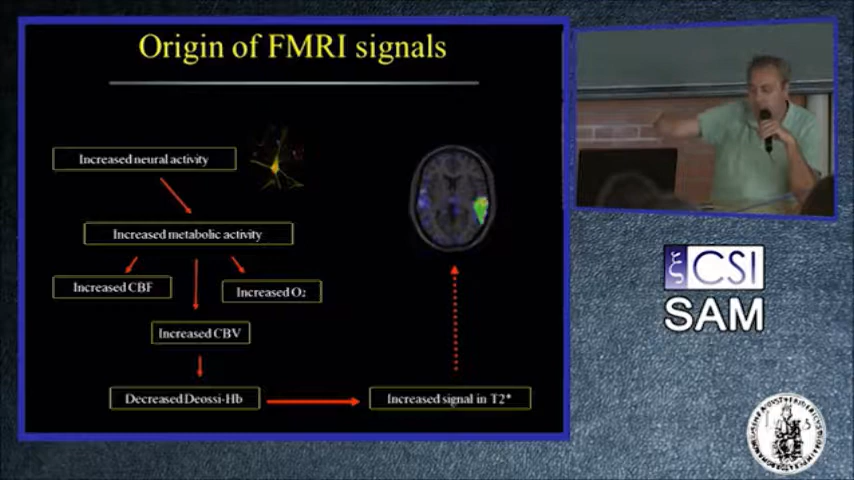 Origin of FMRI signals
Increased neural activity
Increased metabolic activity
Increased CBF
Increased O₂
Increased CBV
Decreased Deossi-Hb
Increased signal in T2*
ξ CSI
SAM